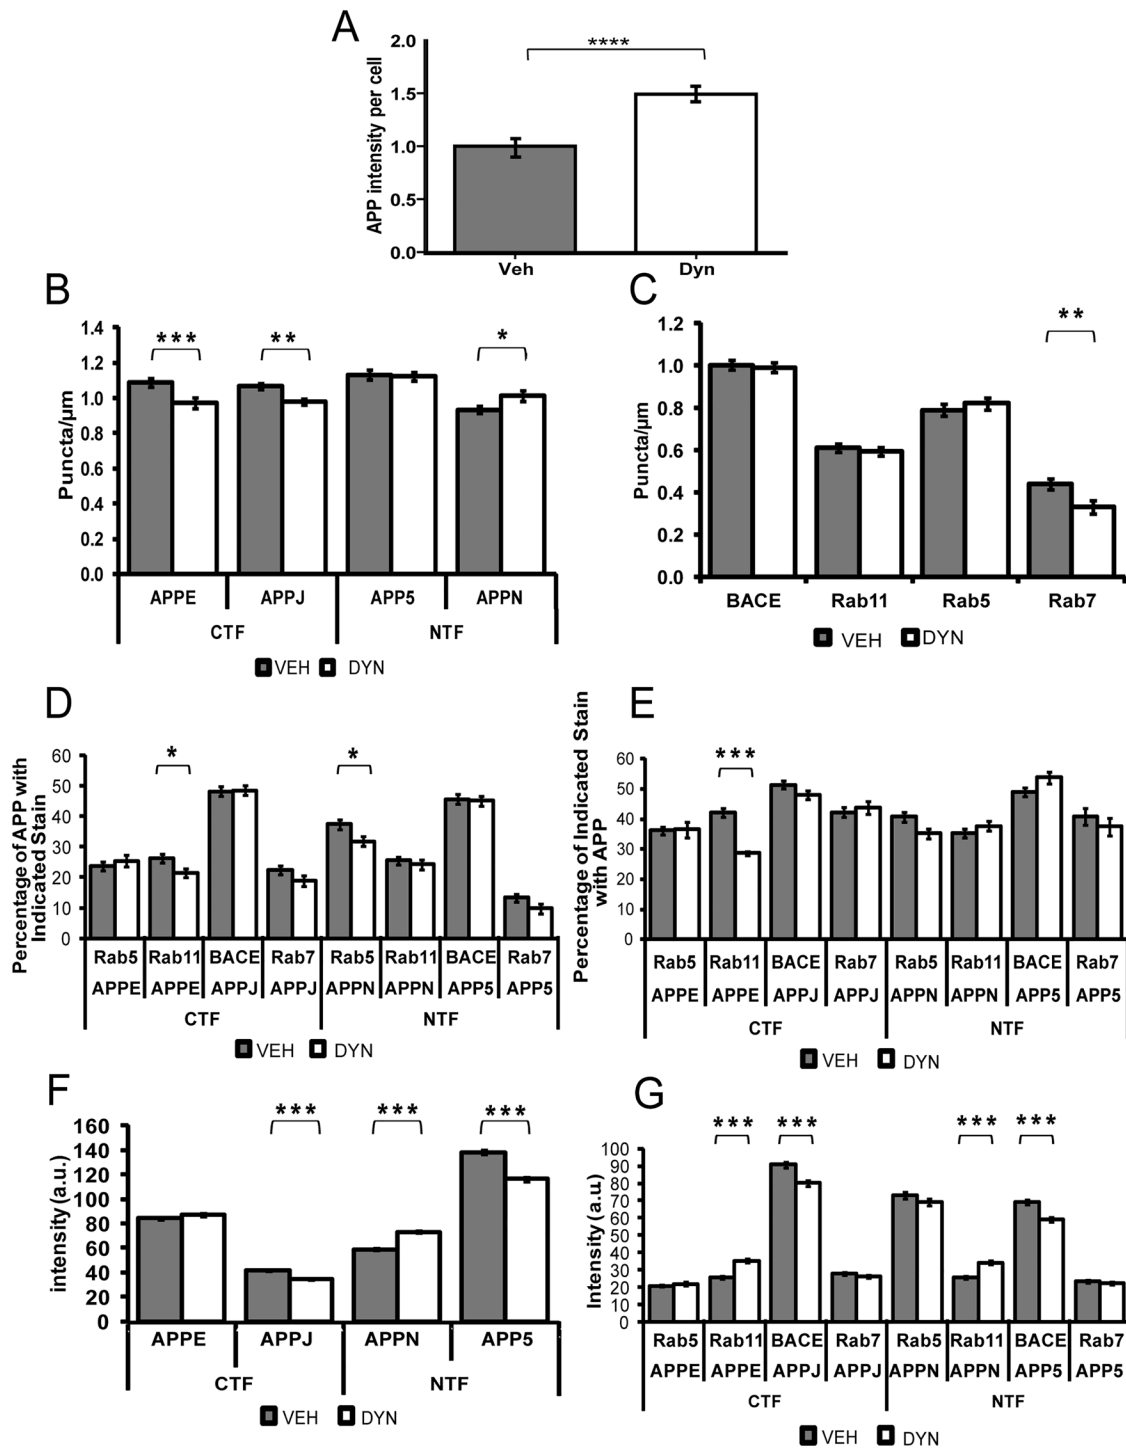 A
****
APP intensity per cell
2.0
1.5
1.0
0.5
0.0
Veh Dyn
B
*** ** *
Puncta/µm
1.4
1.2
1.0
0.8
0.6
0.4
0.2
0.0
APPE APPJ APP5 APPN
CTF NTF
VEH DYN
C
**
Puncta/µm
1.2
1.0
0.8
0.6
0.4
0.2
0.0
BACE Rab11 Rab5 Rab7
VEH DYN
D
* *
Percentage of APP with
Indicated Stain
60
50
40
30
20
10
0
Rab5 Rab11 BACE Rab7 Rab5 Rab11 BACE Rab7
APPE APPE APPJ APPJ APPN APPN APP5 APP5
CTF NTF
VEH DYN
E
***
Percentage of Indicated Stain
with APP
60
50
40
30
20
10
0
Rab5 Rab11 BACE Rab7 Rab5 Rab11 BACE Rab7
APPE APPE APPJ APPJ APPN APPN APP5 APP5
CTF NTF
VEH DYN
F
*** *** ***
intensity (a.u.)
160
140
120
100
80
60
40
20
0
APPE APPJ APPN APP5
CTF NTF
VEH DYN
G
*** *** *** ***
Intensity (a.u.)
100
90
80
70
60
50
40
30
20
10
0
Rab5 Rab11 BACE Rab7 Rab5 Rab11 BACE Rab7
APPE APPE APPJ APPJ APPN APPN APP5 APP5
CTF NTF
VEH DYN